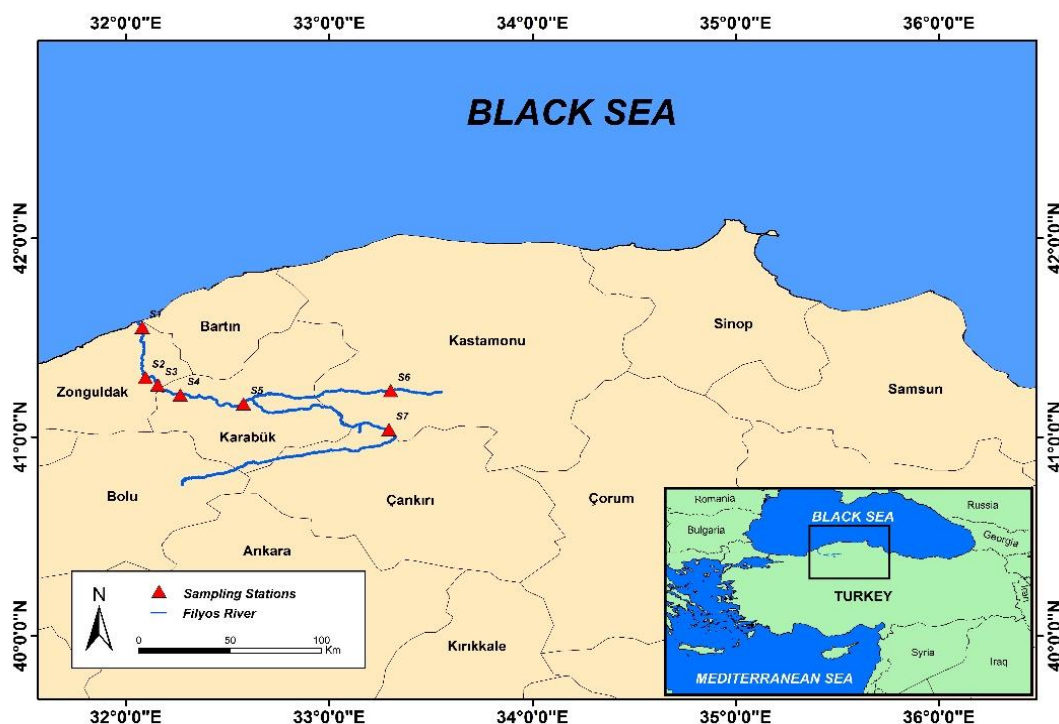 32°0'0"E 33°0'0"E 34°0'0"E 35°0'0"E 36°0'0"E
BLACK SEA
42°0'0"N 42°0'0"N
S1
Bartın
Sinop
Kastamonu
S2
S3
Zonguldak
S4
S5
S6
Samsun
S7
Karabük
41°0'0"N 41°0'0"N
Bolu
Çankırı
Çorum
Ankara
Kırıkkale
40°0'0"N 40°0'0"N
N
Sampling Stations
Filyos River
0 50 100
Km
Romania
Russia
BLACK SEA
Bulgaria
Georgia
TURKEY
Iran
Syria
Iraq
MEDITERRANEAN SEA
32°0'0"E 33°0'0"E 34°0'0"E 35°0'0"E 36°0'0"E